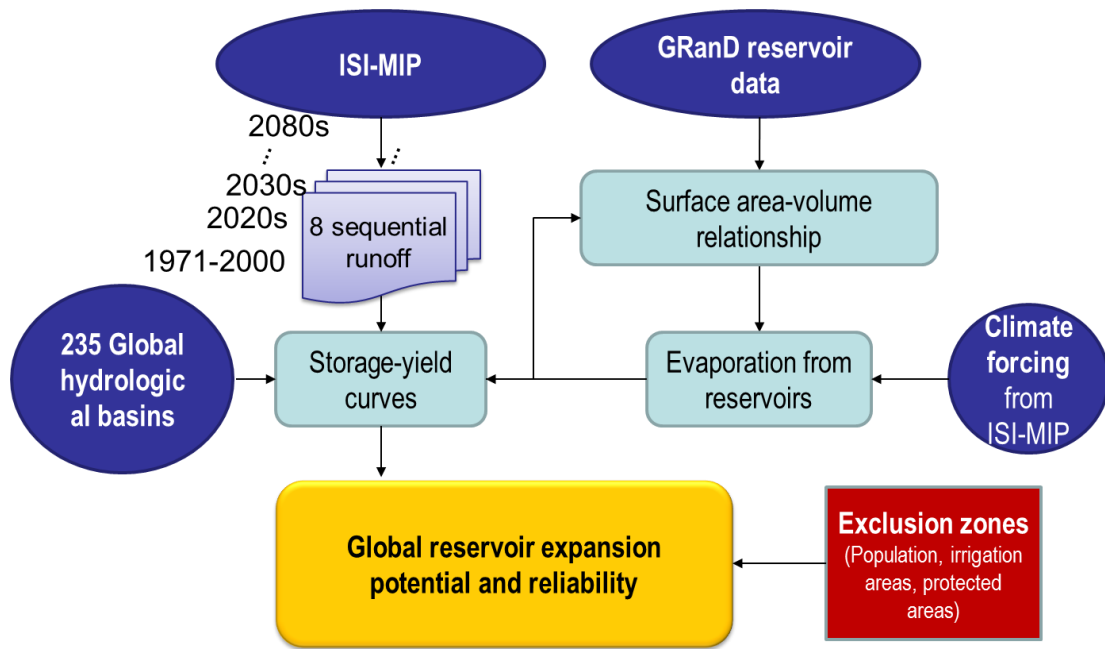 ISI-MIP
GRanD reservoir
data
2080s
...
...
2030s
2020s
1971-2000
8 sequential
runoff
Surface area-volume
relationship
235 Global
hydrologic
al basins
Storage-yield
curves
Evaporation from
reservoirs
Climate
forcing
from
ISI-MIP
Global reservoir expansion
potential and reliability
Exclusion zones
(Population, irrigation
areas, protected
areas)